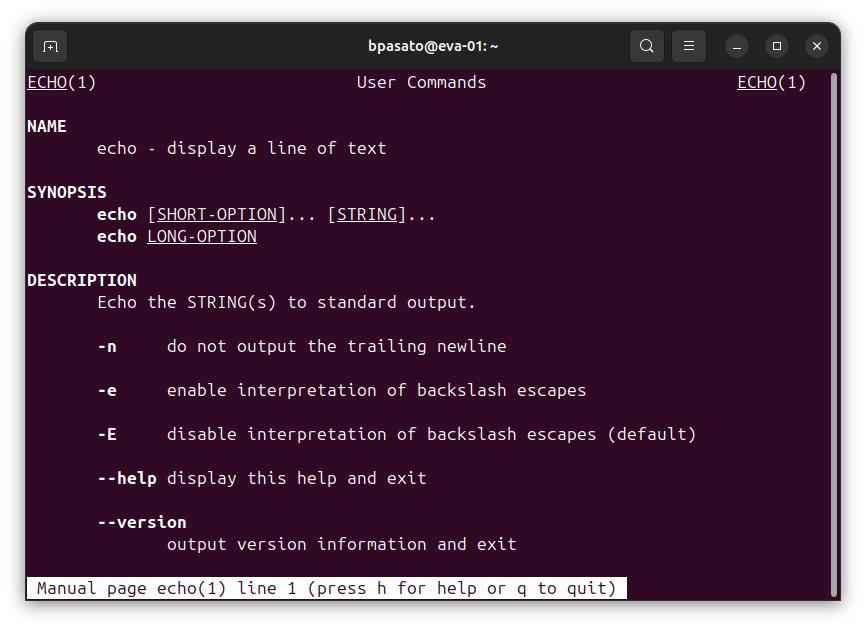 bpasato@eva-01: ~
ECHO(1) User Commands ECHO(1)
NAME
echo - display a line of text
SYNOPSIS
echo [SHORT-OPTION]... [STRING]...
echo LONG-OPTION
DESCRIPTION
Echo the STRING(s) to standard output.
-n do not output the trailing newline
-e enable interpretation of backslash escapes
-E disable interpretation of backslash escapes (default)
--help display this help and exit
--version
output version information and exit
Manual page echo(1) line 1 (press h for help or q to quit)